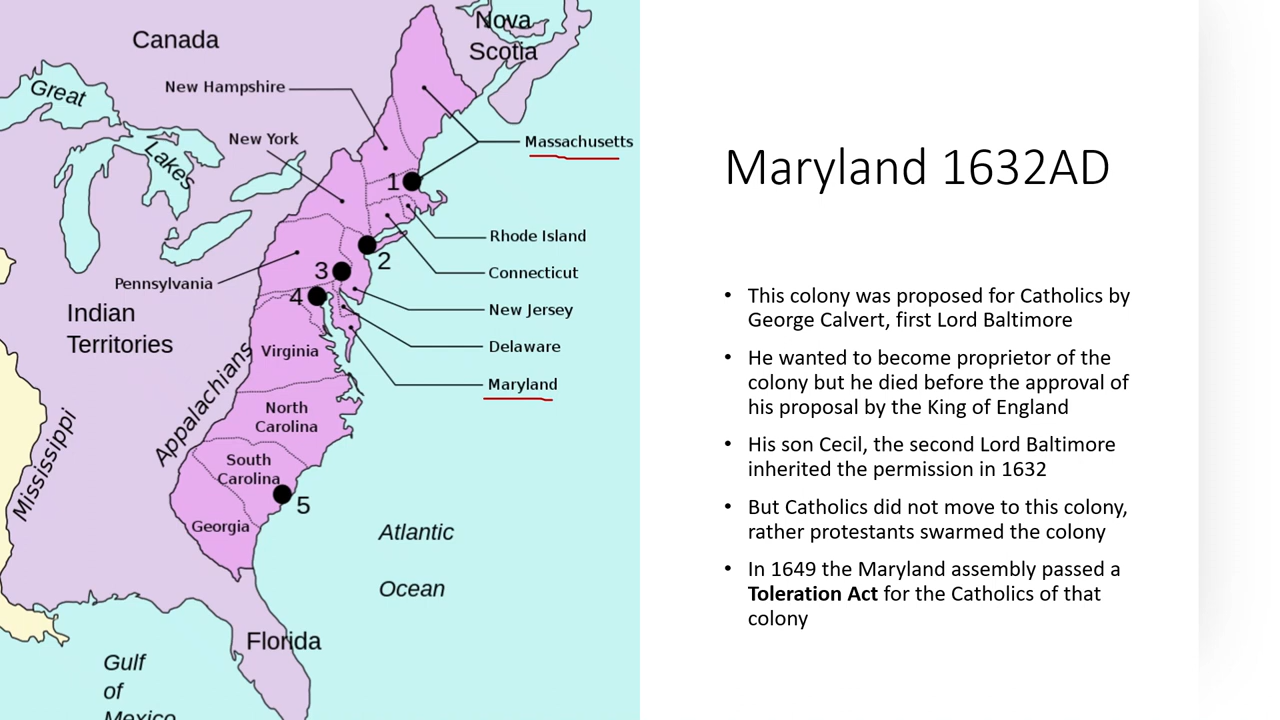 Canada
Nova
Scotia
New Hampshire
Great
New York
Massachusetts
Lakes
1
Rhode Island
2
Connecticut
3
Pennsylvania
4
New Jersey
Indian
Territories
Delaware
Virginia
Maryland
Appalachians
North
Carolina
Mississippi
South
Carolina
5
Georgia
Atlantic
Ocean
Florida
Gulf
of
Mexico
Maryland 1632AD
• This colony was proposed for Catholics by
George Calvert, first Lord Baltimore
• He wanted to become proprietor of the
colony but he died before the approval of
his proposal by the King of England
• His son Cecil, the second Lord Baltimore
inherited the permission in 1632
• But Catholics did not move to this colony,
rather protestants swarmed the colony
• In 1649 the Maryland assembly passed a
Toleration Act for the Catholics of that
colony